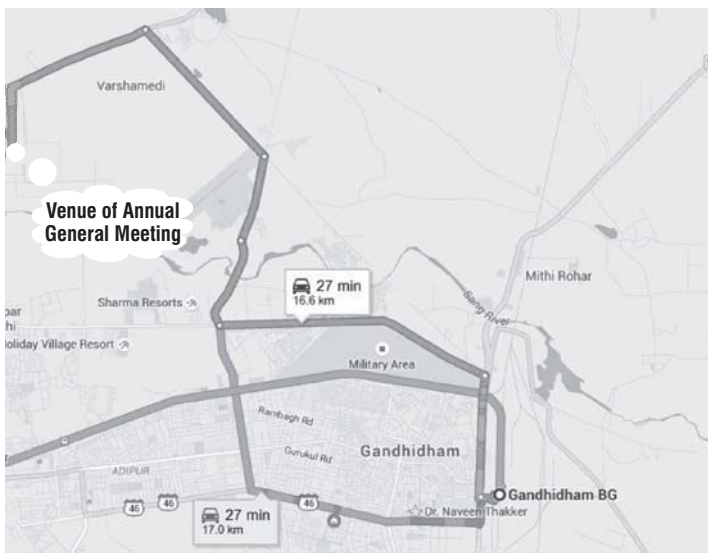 Varshamedi
Venue of Annual
General Meeting
Mithi Rohar
27 min
16.6 km
Sharma Resorts
Sang River
Holiday Village Resort
Military Area
Rambagh Rd
Gandhidham
Gurukul Rd
ADIPUR
46
46
46
Gandhidham BG
Dr. Naveen Thakker
27 min
17.0 km